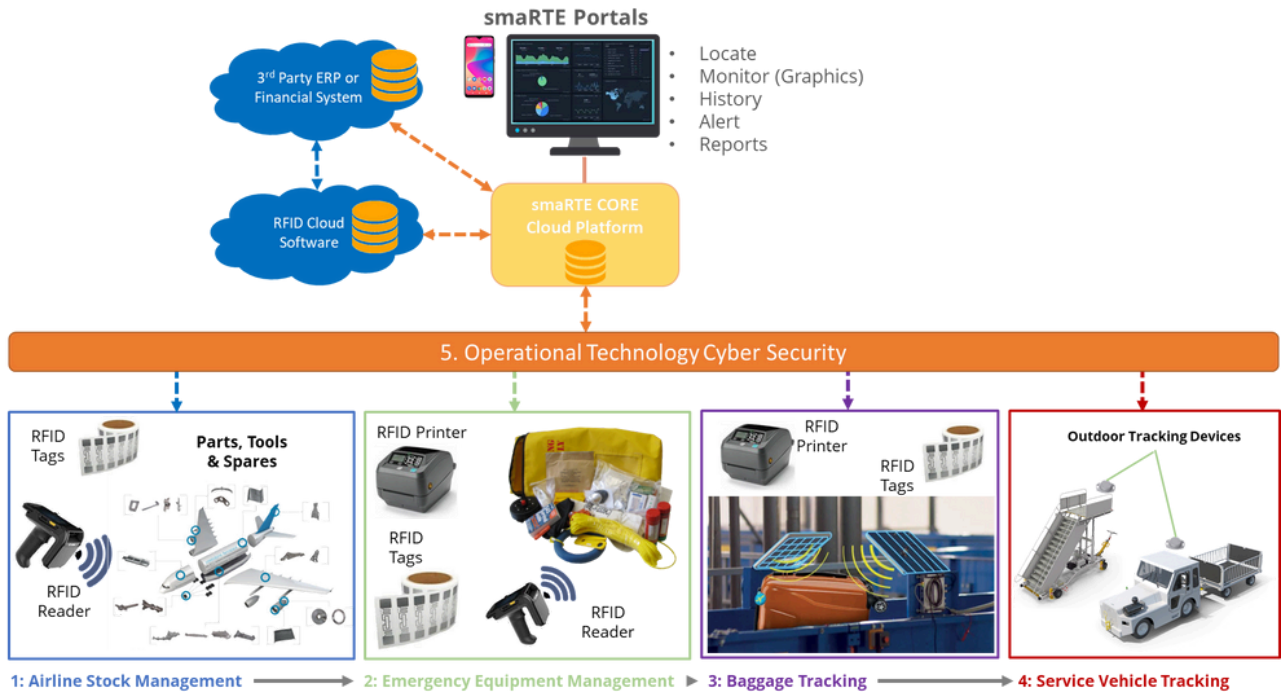 smaRTE Portals
Locate
Monitor (Graphics)
History
Alert
Reports
3rd Party ERP or
Financial System
RFID Cloud
Software
smaRTE CORE
Cloud Platform
5. Operational Technology Cyber Security
RFID
Tags
Parts, Tools
& Spares
RFID
Reader
RFID Printer
RFID
Tags
RFID
Reader
RFID
Printer
RFID
Tags
Outdoor Tracking Devices
1: Airline Stock Management
2: Emergency Equipment Management
3: Baggage Tracking
4: Service Vehicle Tracking